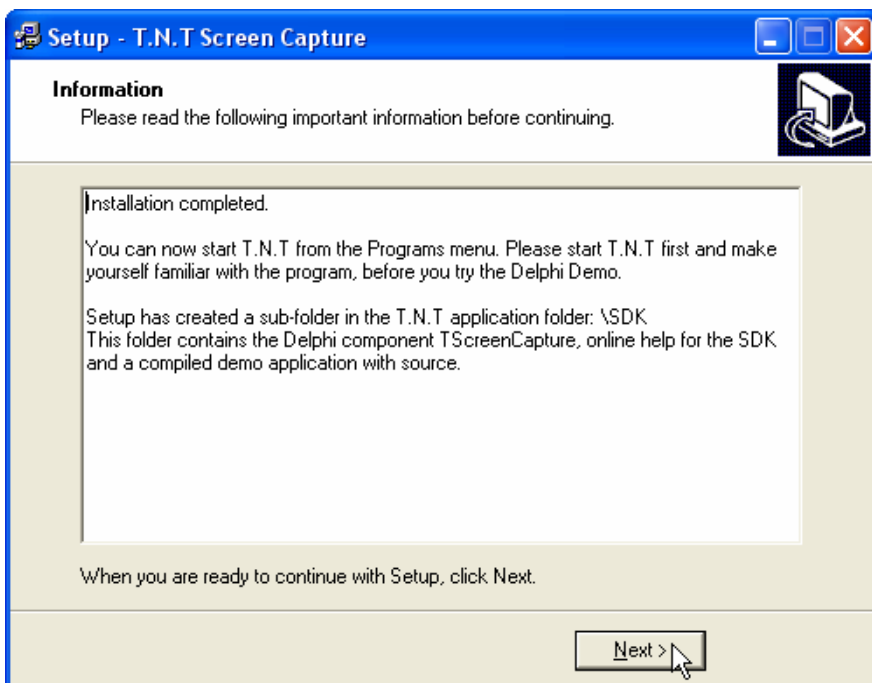 Setup - T.N.T Screen Capture
Information
Please read the following important information before continuing.
Installation completed.
You can now start T.N.T from the Programs menu. Please start T.N.T first and make
yourself familiar with the program, before you try the Delphi Demo.
Setup has created a sub-folder in the T.N.T application folder: \SDK
This folder contains the Delphi component TScreenCapture, online help for the SDK
and a compiled demo application with source.
When you are ready to continue with Setup, click Next.
Next >